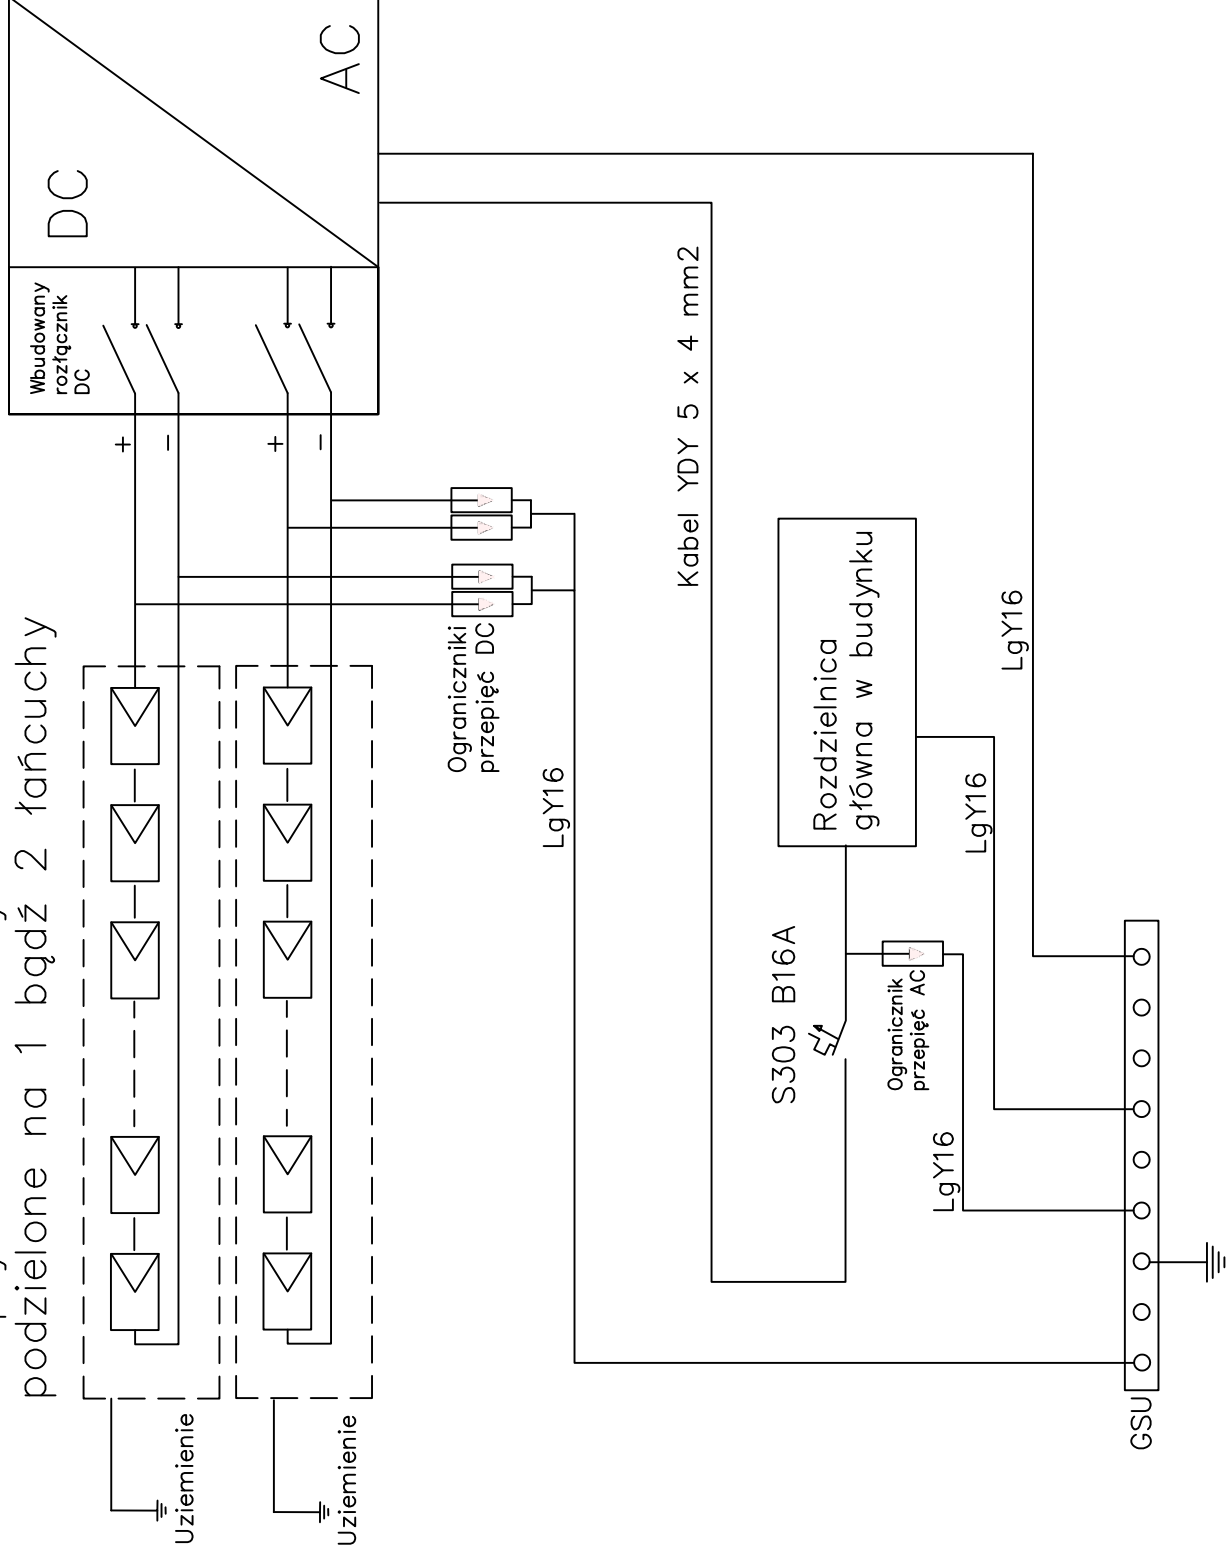 podzielone na 1 bądź 2 łańcuchy
DC
AC
Wbudowany
rozłącznik
DC
+
-
+
-
Ograniczniki
przepięć DC
LgY16
Kabel YDY 5 x 4 mm2
Rozdzielnica
główna w budynku
S303 B16A
Ogranicznik
przepięć AC
LgY16
LgY16
LgY16
GSU
Uziemienie
Uziemienie